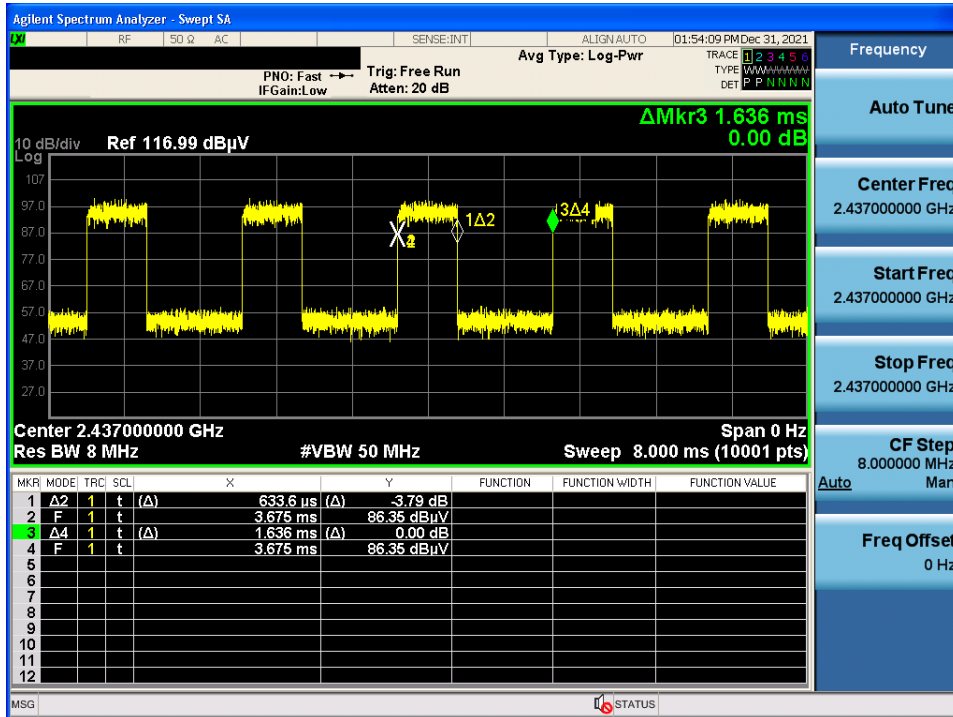 Agilent Spectrum Analyzer - Swept SA
LXI RF 50 Ω AC SENSE:INT ALIGN AUTO 01:54:09 PM Dec 31, 2021
Frequency
Avg Type: Log-Pwr TRACE 1 2 3 4 5 6
PNO: Fast Trig: Free Run TYPE
IFGain:Low Atten: 20 dB DET P P N N N N
Auto Tune
ΔMkr3 1.636 ms
10 dB/div Ref 116.99 dBµV 0.00 dB
Log
107
97.0
87.0
77.0
67.0
57.0
47.0
37.0
27.0
1Δ2
3Δ4
Center Freq
2.437000000 GHz
Start Freq
2.437000000 GHz
Stop Freq
2.437000000 GHz
Center 2.437000000 GHz Span 0 Hz
Res BW 8 MHz #VBW 50 MHz Sweep 8.000 ms (10001 pts)
CF Step
8.000000 MHz
Auto Man
Freq Offset
0 Hz
MKR MODE TRC SCL X Y FUNCTION FUNCTION WIDTH FUNCTION VALUE
1 Δ2 1 t (Δ) 633.6 µs (Δ) -3.79 dB
2 F 1 t 3.675 ms 86.35 dBµV
3 Δ4 1 t (Δ) 1.636 ms (Δ) 0.00 dB
4 F 1 t 3.675 ms 86.35 dBµV
5
6
7
8
9
10
11
12
MSG STATUS